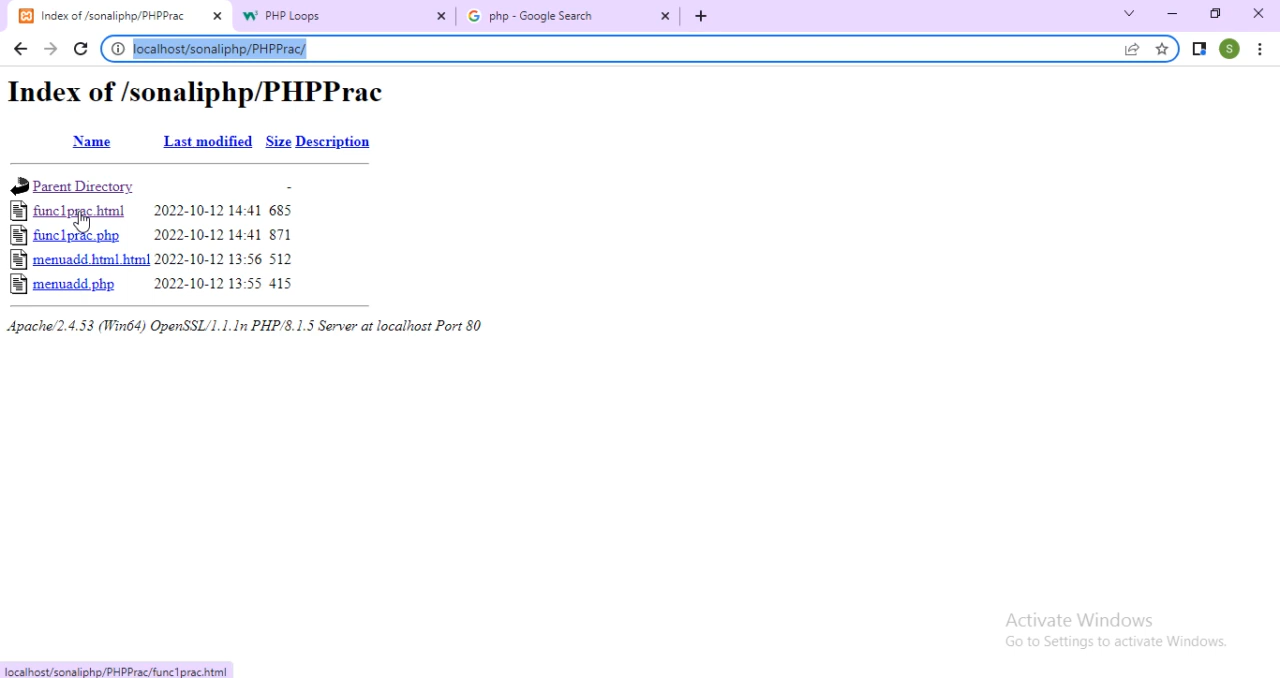 Index of /sonaliphp/PHPPrac
PHP Loops
php - Google Search
localhost/sonaliphp/PHPPrac/
S
Index of /sonaliphp/PHPPrac
Name Last modified Size Description
Parent Directory -
func1prac.html 2022-10-12 14:41 685
func1prac.php 2022-10-12 14:41 871
menuadd.html.html 2022-10-12 13:56 512
menuadd.php 2022-10-12 13:55 415
Apache/2.4.53 (Win64) OpenSSL/1.1.1n PHP/8.1.5 Server at localhost Port 80
Activate Windows
Go to Settings to activate Windows.
localhost/sonaliphp/PHPPrac/func1prac.html